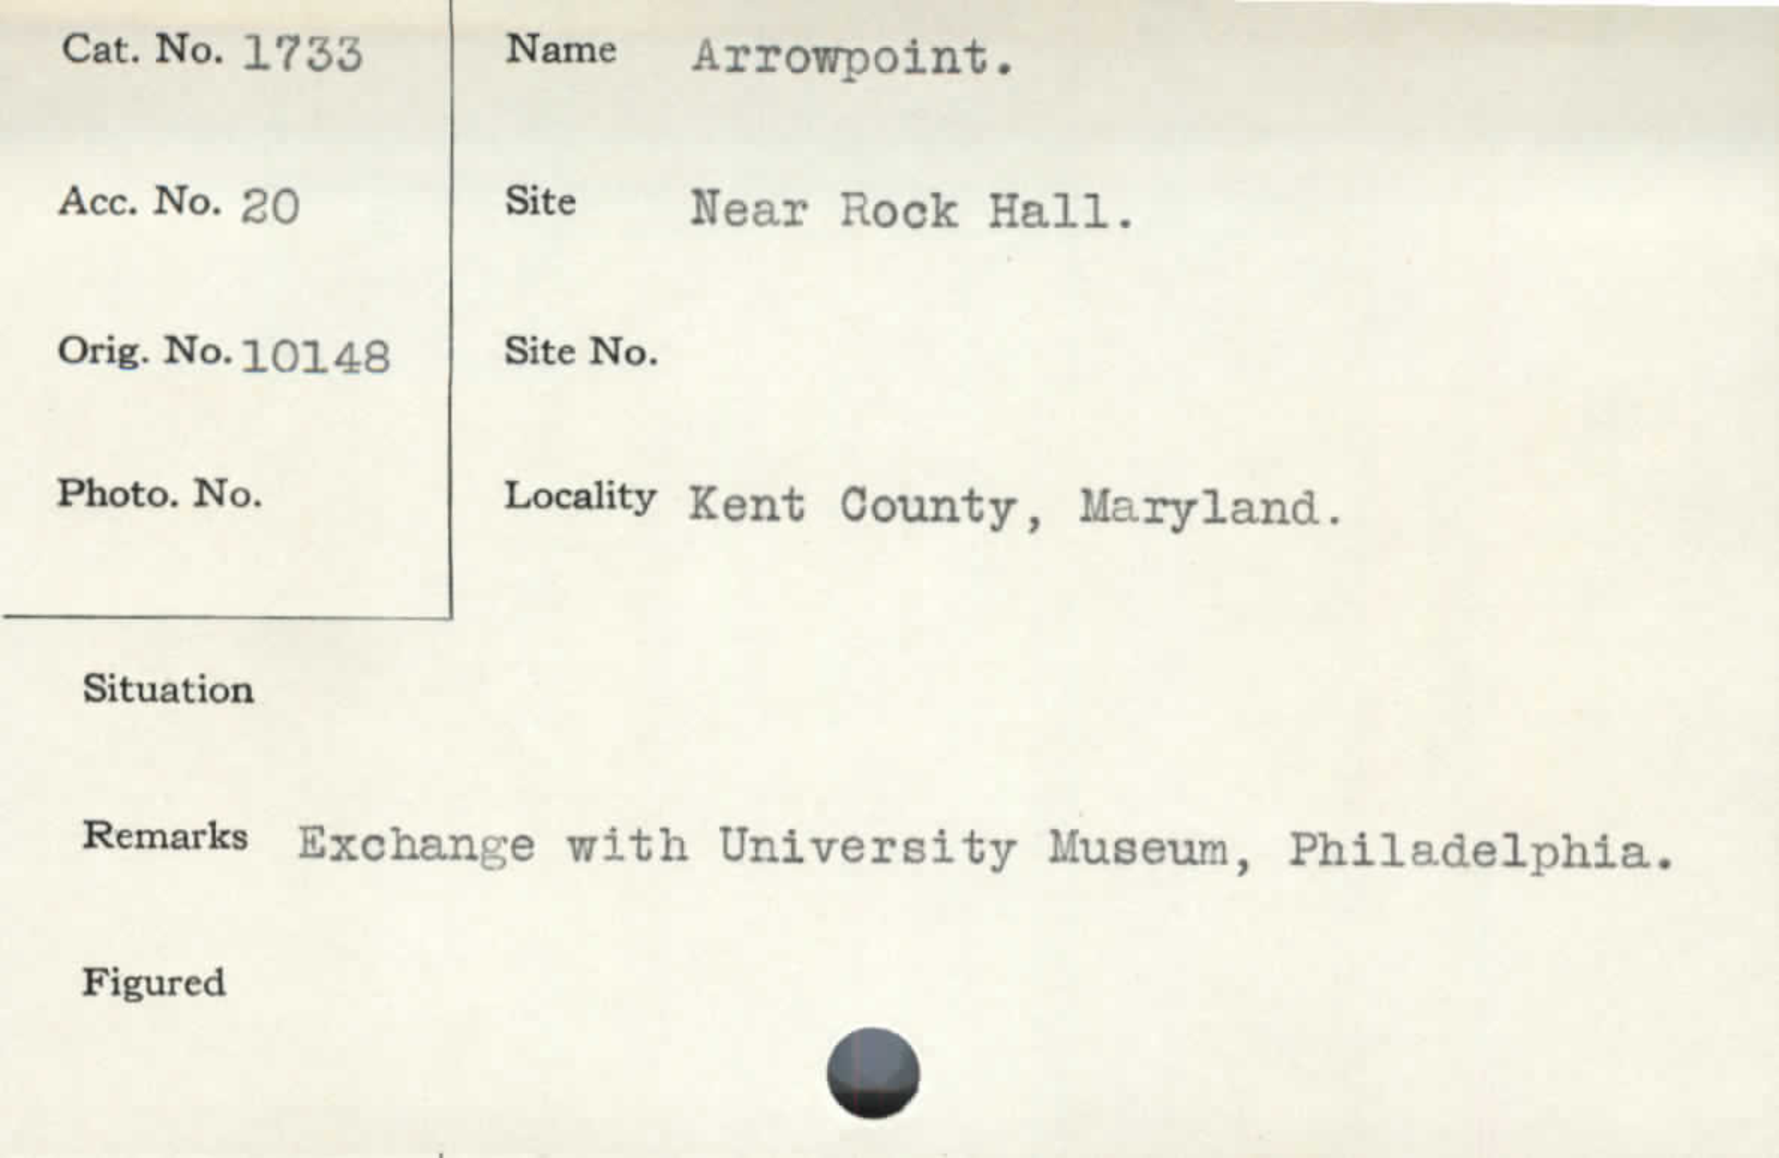 Cat. No. 1733
Name Arrowpoint.
Acc. No. 20
Site Near Rock Hall.
Orig. No. 10148
Site No.
Photo. No.
Locality Kent County, Maryland.
Situation
Remarks Exchange with University Museum, Philadelphia.
Figured